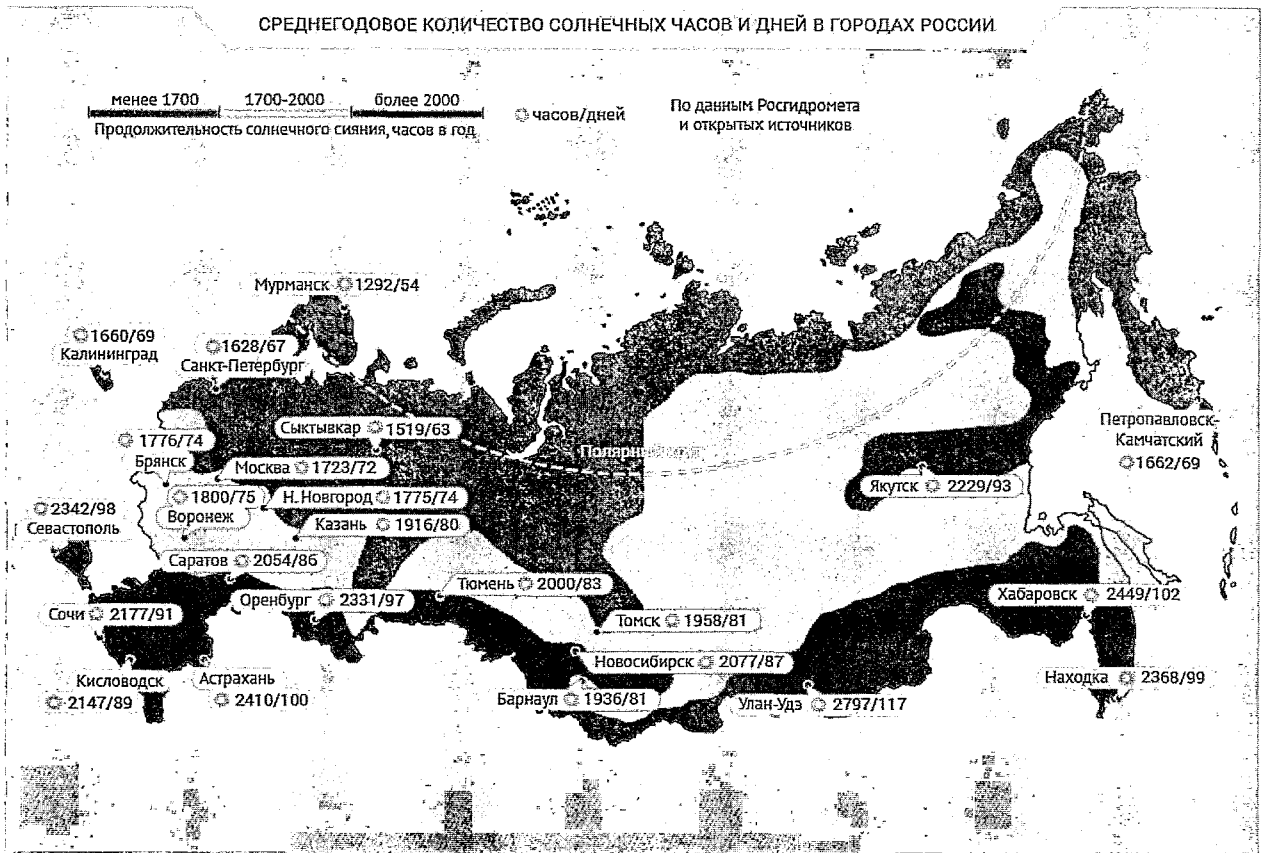 СРЕДНЕГОДОВОЕ КОЛИЧЕСТВО СОЛНЕЧНЫХ ЧАСОВ И ДНЕЙ В ГОРОДАХ РОССИИ
менее 1700 1700-2000 более 2000
Продолжительность солнечного сияния, часов в год
часов/дней
По данным Росгидромета
и открытых источников
Мурманск 1292/54
1660/69
Калининград
1628/67
Санкт-Петербург
Сыктывкар 1519/63
1776/74
Брянск
Москва 1723/72
1800/75
Воронеж
Н. Новгород 1775/74
2342/98
Севастополь
Казань 1916/80
Саратов 2054/86
Полярный
Петропавловск-
Камчатский
1662/69
Якутск 2229/93
Тюмень 2000/83
Оренбург 2331/97
Сочи 2177/91
Хабаровск 2449/102
Томск 1958/81
Новосибирск 2077/87
Кисловодск
2147/89
Астрахань
2410/100
Барнаул 1936/81
Улан-Удэ 2797/117
Находка 2368/99